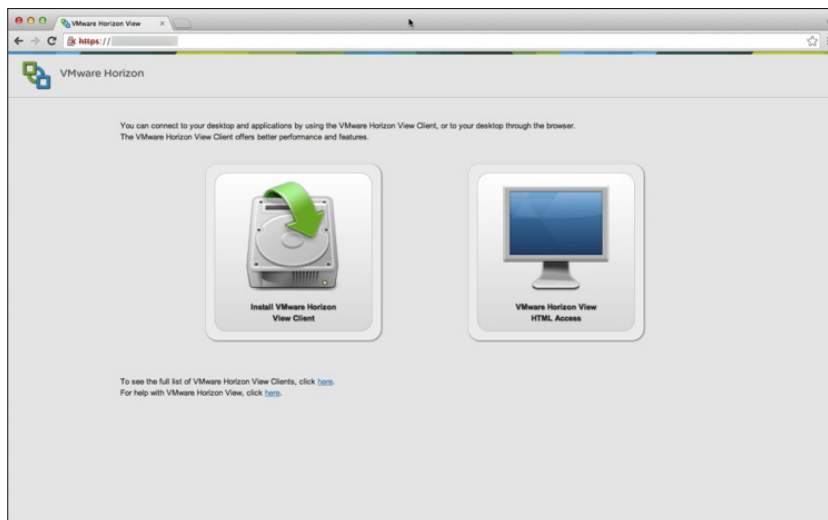 VMware Horizon View
https://
VMware Horizon
You can connect to your desktop and applications by using the VMware Horizon View Client, or to your desktop through the browser.
The VMware Horizon View Client offers better performance and features.
Install VMware Horizon
View Client
VMware Horizon View
HTML Access
To see the full list of VMware Horizon View Clients, click here.
For help with VMware Horizon View, click here.